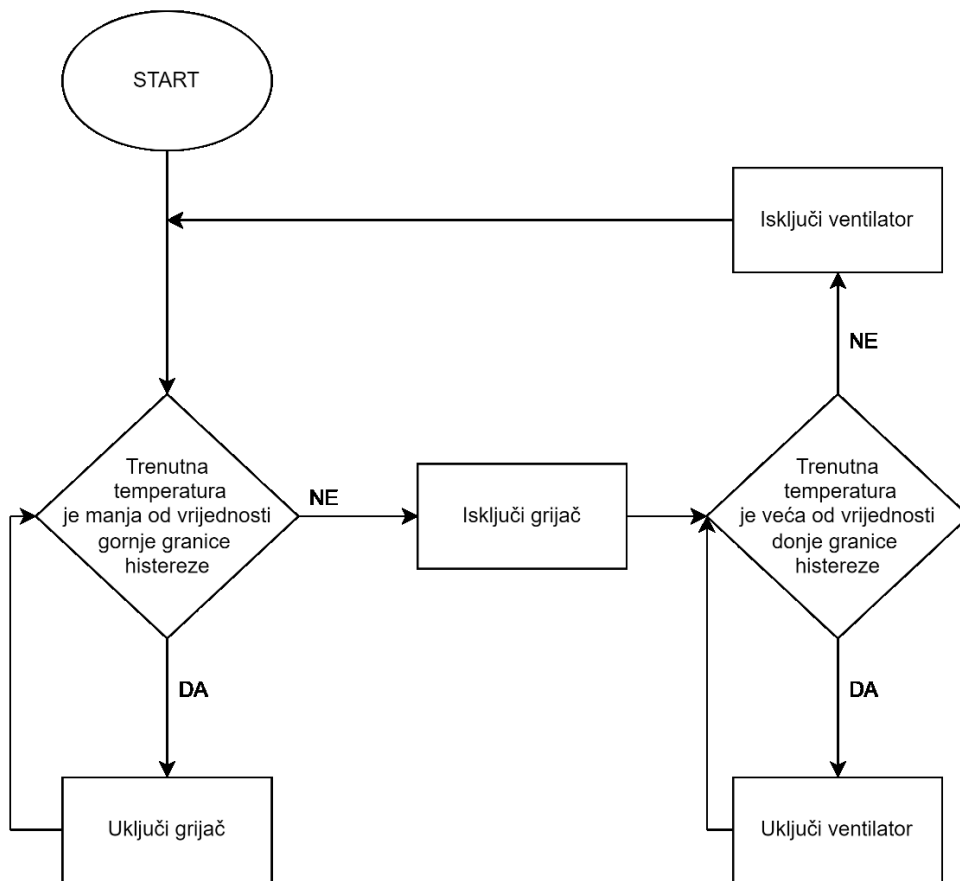 START
Isključi ventilator
NE
Trenutna
temperatura
je manja od vrijednosti
gornje granice
histereze
NE
Isključi grijač
Trenutna
temperatura
je veća od vrijednosti
donje granice
histereze
DA
DA
Uključi grijač
Uključi ventilator